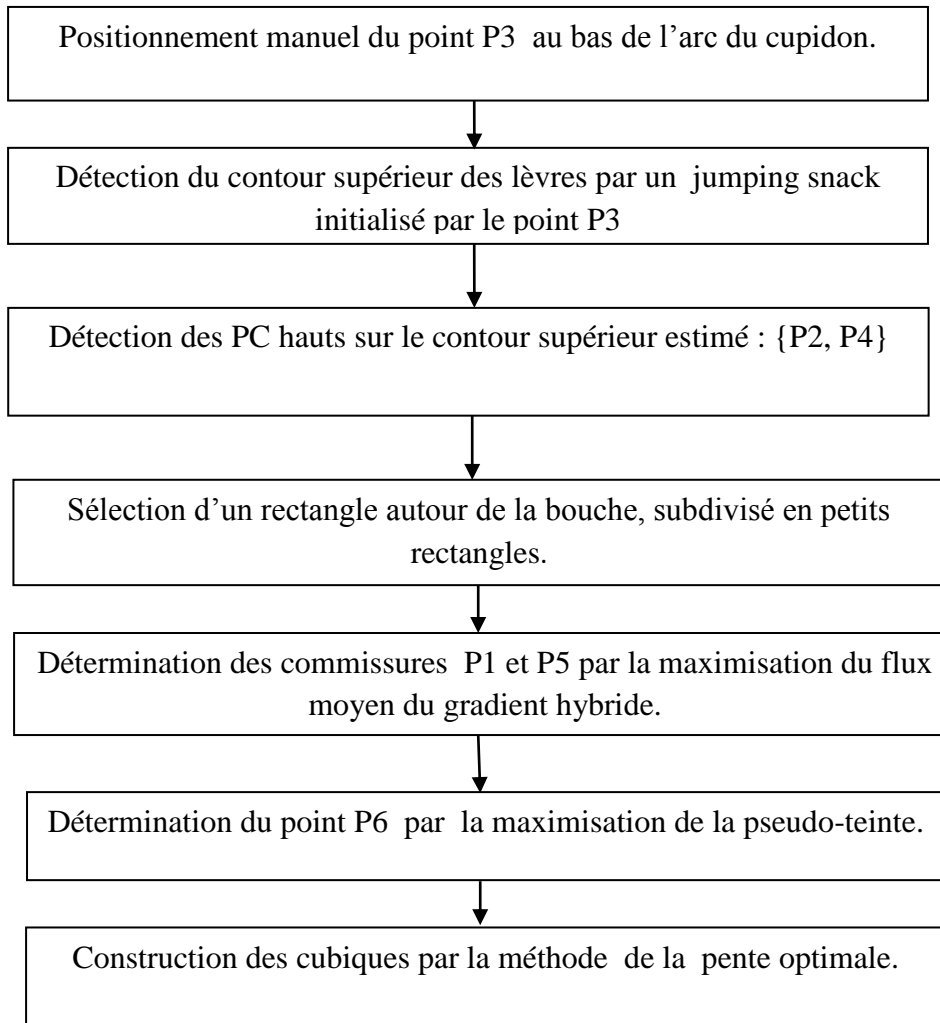 Positionnement manuel du point P3 au bas de l’arc du cupidon.
Détection du contour supérieur des lèvres par un jumping snack
initialisé par le point P3
Détection des PC hauts sur le contour supérieur estimé : {P2, P4}
Sélection d’un rectangle autour de la bouche, subdivisé en petits
rectangles.
Détermination des commissures P1 et P5 par la maximisation du flux
moyen du gradient hybride.
Détermination du point P6 par la maximisation de la pseudo-teinte.
Construction des cubiques par la méthode de la pente optimale.